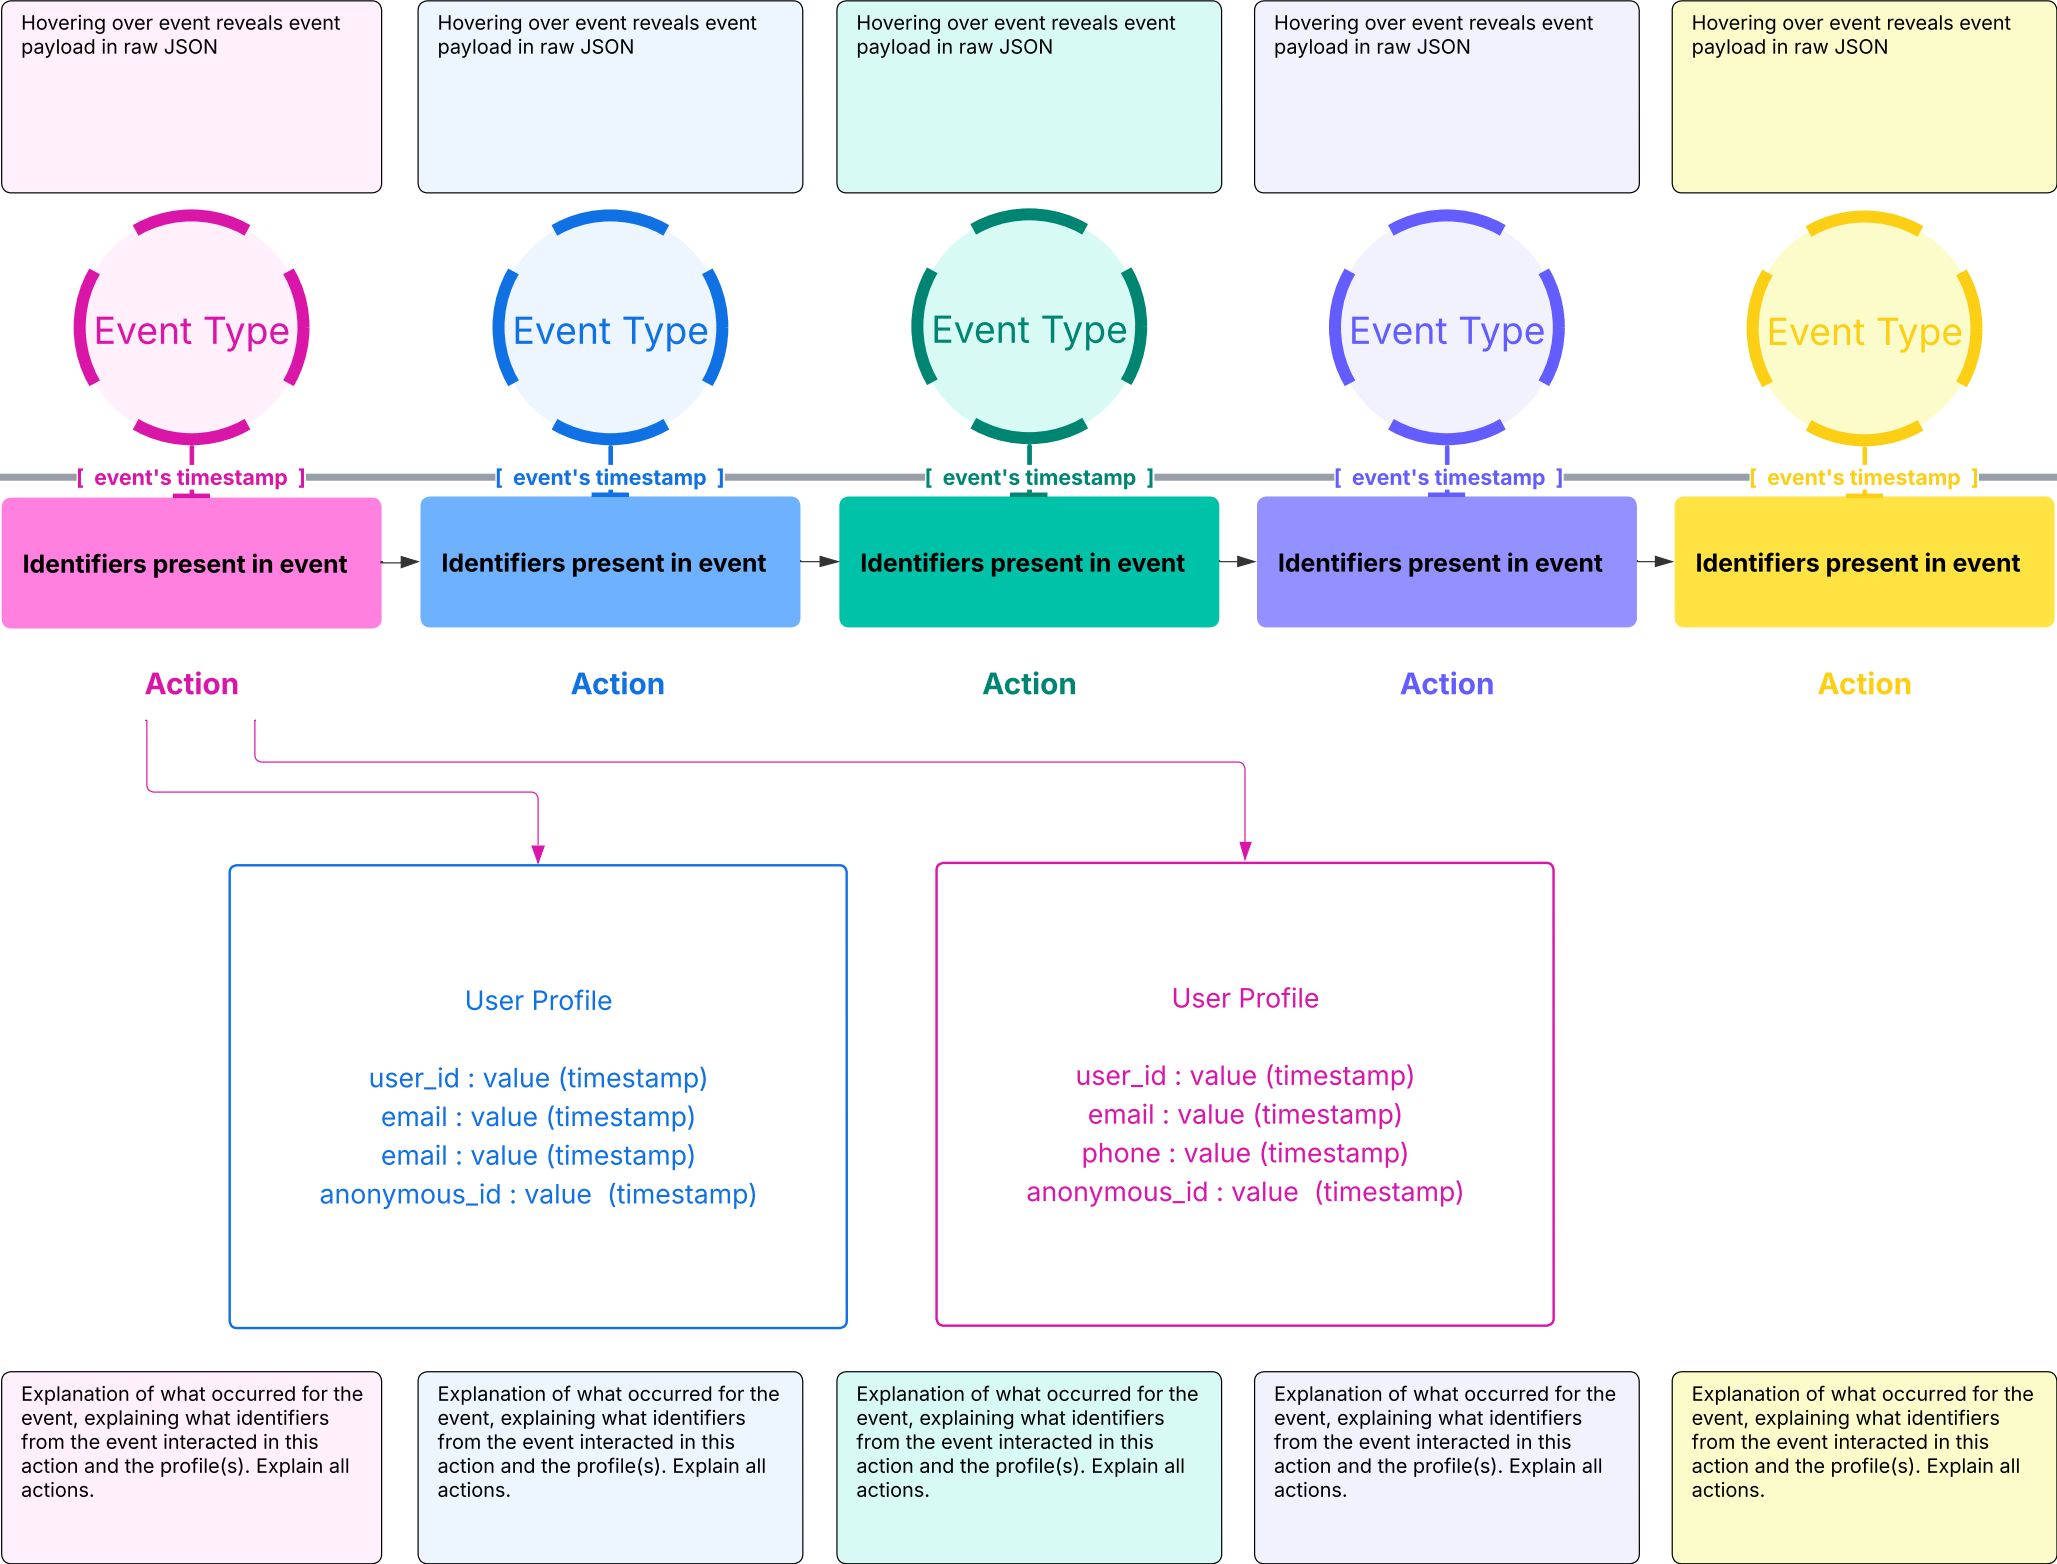 Hovering over event reveals event
payload in raw JSON
Hovering over event reveals event
payload in raw JSON
Hovering over event reveals event
payload in raw JSON
Hovering over event reveals event
payload in raw JSON
Hovering over event reveals event
payload in raw JSON
Event Type
Event Type
Event Type
Event Type
Event Type
[ event's timestamp ]
[ event's timestamp ]
[ event's timestamp ]
[ event's timestamp ]
[ event's timestamp ]
Identifiers present in event
Identifiers present in event
Identifiers present in event
Identifiers present in event
Identifiers present in event
Action
Action
Action
Action
Action
User Profile
user_id : value (timestamp)
email : value (timestamp)
email : value (timestamp)
anonymous_id : value (timestamp)
User Profile
user_id : value (timestamp)
email : value (timestamp)
phone : value (timestamp)
anonymous_id : value (timestamp)
Explanation of what occurred for the
event, explaining what identifiers
from the event interacted in this
action and the profile(s). Explain all
actions.
Explanation of what occurred for the
event, explaining what identifiers
from the event interacted in this
action and the profile(s). Explain all
actions.
Explanation of what occurred for the
event, explaining what identifiers
from the event interacted in this
action and the profile(s). Explain all
actions.
Explanation of what occurred for the
event, explaining what identifiers
from the event interacted in this
action and the profile(s). Explain all
actions.
Explanation of what occurred for the
event, explaining what identifiers
from the event interacted in this
action and the profile(s). Explain all
actions.